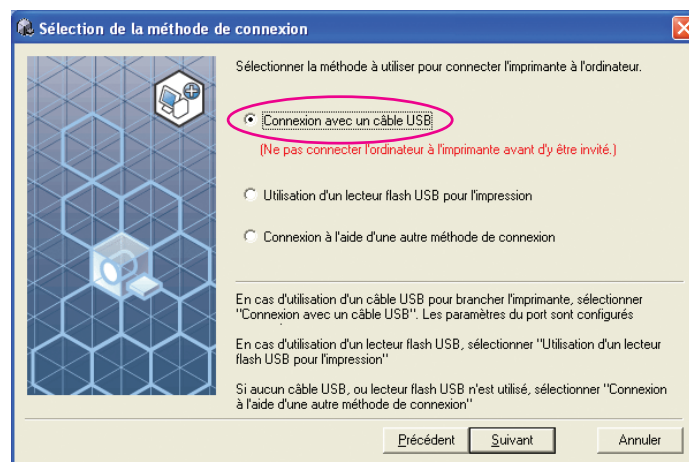 Sélection de la méthode de connexion
Sélectionner la méthode à utiliser pour connecter l'imprimante à l'ordinateur.
Connexion avec un câble USB
(Ne pas connecter l'ordinateur à l'imprimante avant d'y être invité.)
Utilisation d'un lecteur flash USB pour l'impression
Connexion à l'aide d'une autre méthode de connexion
En cas d'utilisation d'un câble USB pour brancher l'imprimante, sélectionner
"Connexion avec un câble USB". Les paramètres du port sont configurés
En cas d'utilisation d'un lecteur flash USB, sélectionner "Utilisation d'un lecteur
flash USB pour l'impression"
Si aucun câble USB, ou lecteur flash USB n'est utilisé, sélectionner "Connexion
à l'aide d'une autre méthode de connexion"
Précédent Suivant Annuler